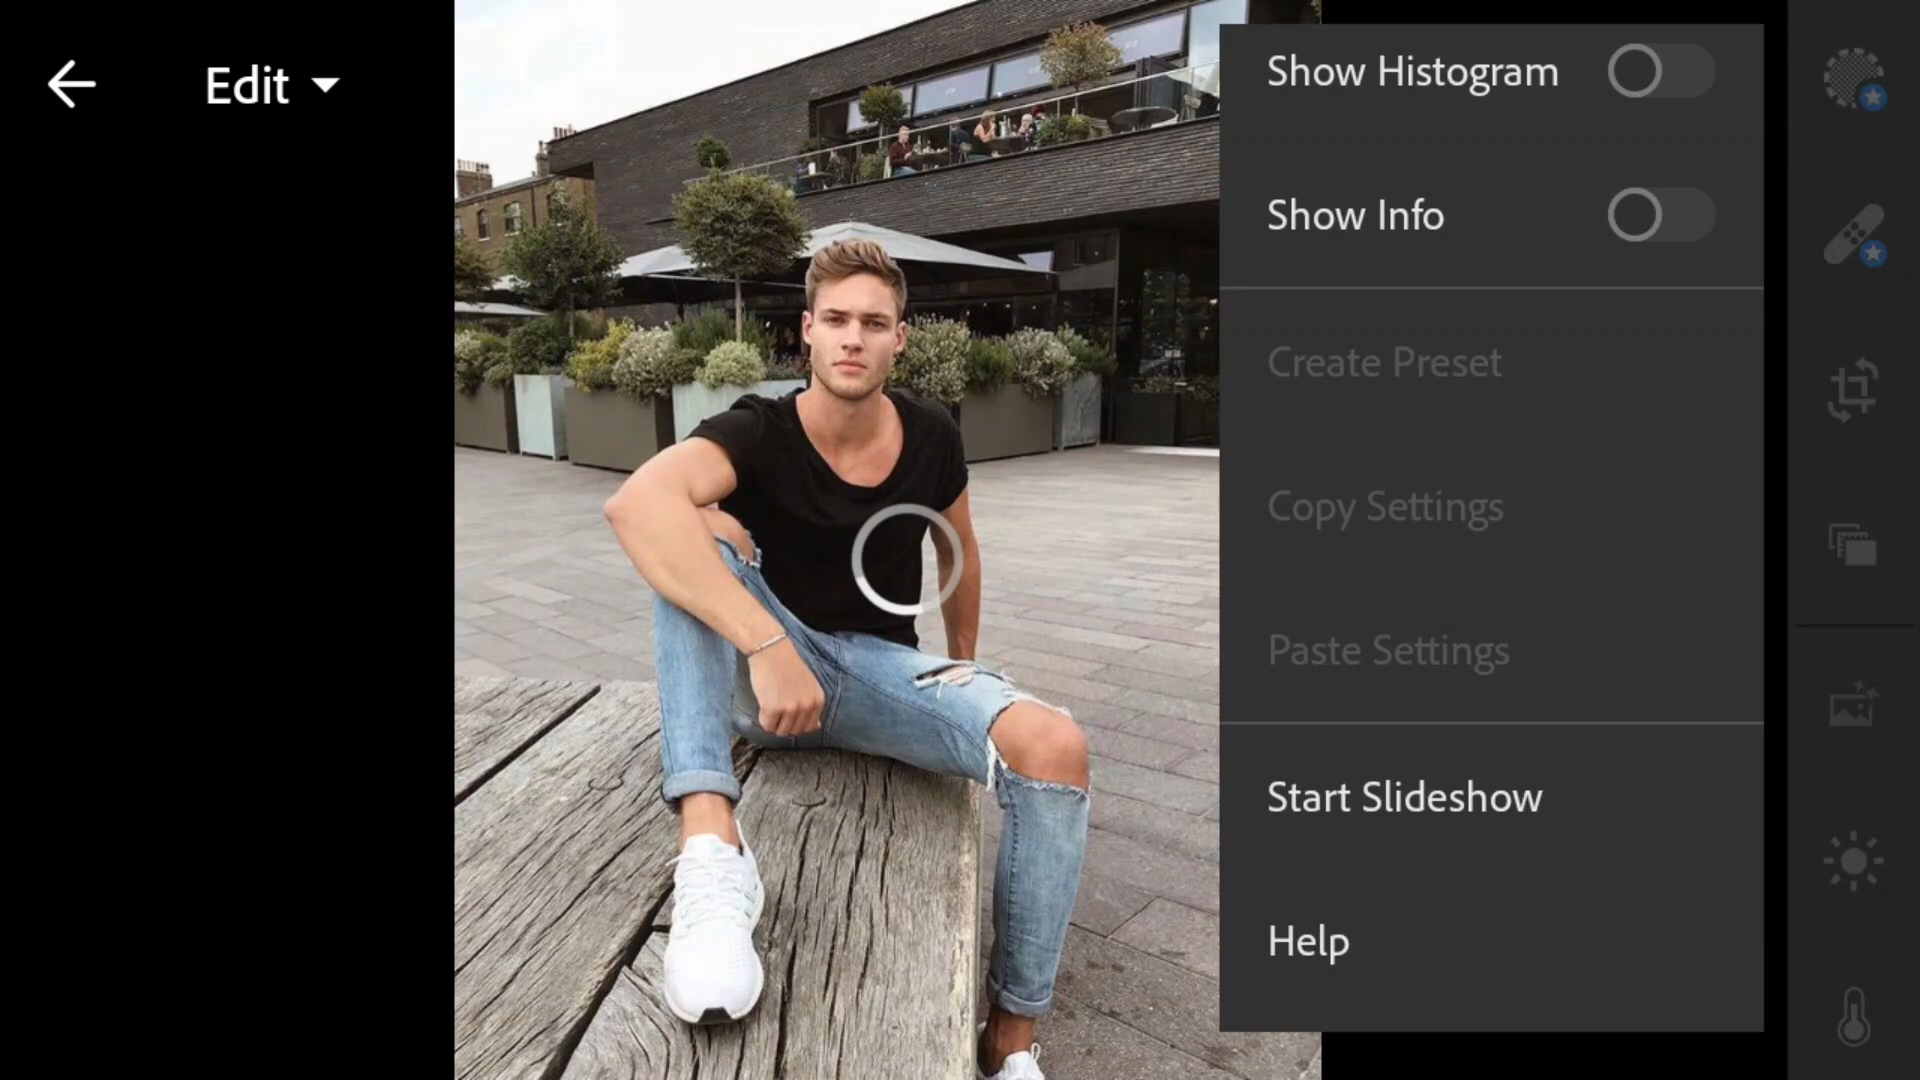 Edit
Show Histogram
Show Info
Create Preset
Copy Settings
Paste Settings
Start Slideshow
Help